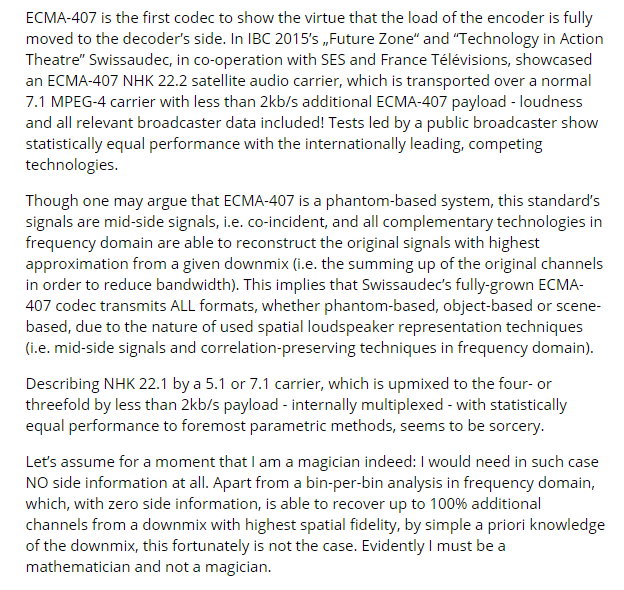 ECMA-407 is the first codec to show the virtue that the load of the encoder is fully
moved to the decoder's side. In IBC 2015's „Future Zone“ and “Technology in Action
Theatre” Swissaudec, in co-operation with SES and France Télévisions, showcased
an ECMA-407 NHK 22.2 satellite audio carrier, which is transported over a normal
7.1 MPEG-4 carrier with less than 2kb/s additional ECMA-407 payload - loudness
and all relevant broadcaster data included! Tests led by a public broadcaster show
statistically equal performance with the internationally leading, competing
technologies.
Though one may argue that ECMA-407 is a phantom-based system, this standard's
signals are mid-side signals, i.e. co-incident, and all complementary technologies in
frequency domain are able to reconstruct the original signals with highest
approximation from a given downmix (i.e. the summing up of the original channels
in order to reduce bandwidth). This implies that Swissaudec's fully-grown ECMA-
407 codec transmits ALL formats, whether phantom-based, object-based or scene-
based, due to the nature of used spatial loudspeaker representation techniques
(i.e. mid-side signals and correlation-preserving techniques in frequency domain).
Describing NHK 22.1 by a 5.1 or 7.1 carrier, which is upmixed to the four- or
threefold by less than 2kb/s payload - internally multiplexed - with statistically
equal performance to foremost parametric methods, seems to be sorcery.
Let's assume for a moment that I am a magician indeed: I would need in such case
NO side information at all. Apart from a bin-per-bin analysis in frequency domain,
which, with zero side information, is able to recover up to 100% additional
channels from a downmix with highest spatial fidelity, by simple a priori knowledge
of the downmix, this fortunately is not the case. Evidently I must be a
mathematician and not a magician.